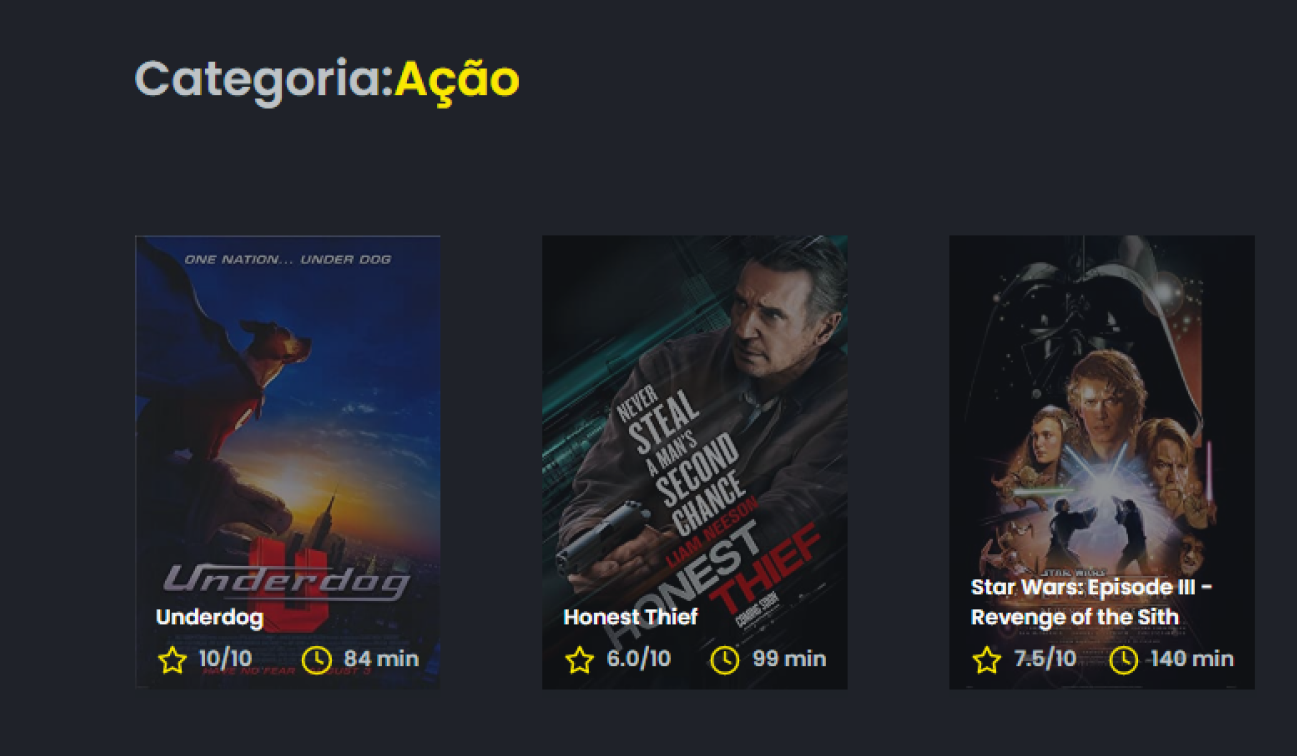 Categoria:Ação
ONE NATION... UNDER DOG
Underdog
Underdog
10/10
84 min
NEVER
STEAL
A MAN'S
SECOND
CHANCE
LIAM NEESON
HONEST
THIEF
COMING SOON
Honest Thief
6.0/10
99 min
STAR WARS
Star Wars: Episode III -
Revenge of the Sith
7.5/10
140 min